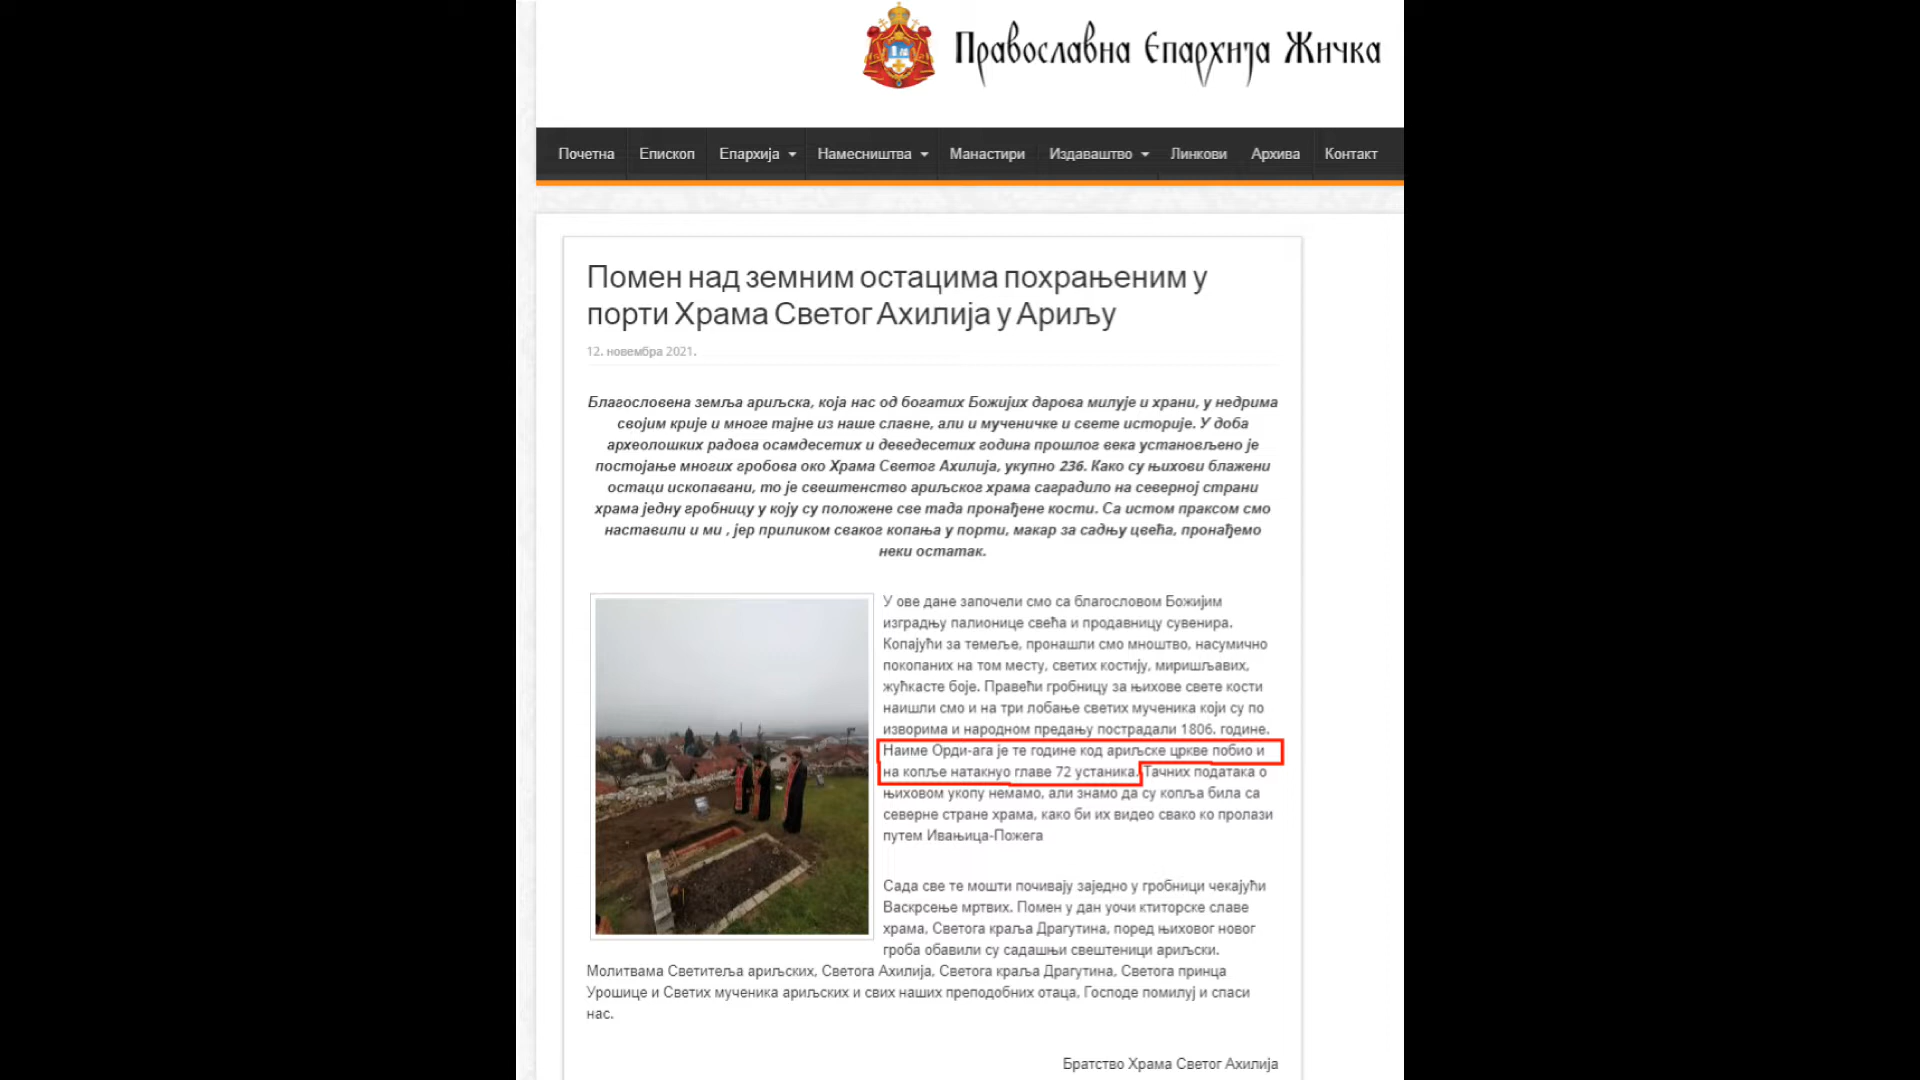 Православна Епархија Жичка
Почетна Епископ Епархија Намесништва Манастири Издаваштво Линкови Архива Контакт
Помен над земним остацима похрањеним у
порти Храма Светог Ахилија у Ариљу
12. новембра 2021.
Благословена земља ариљска, која нас од богатих Божијих дарова милује и храни, у недрима
својим крије и многе тајне из наше славне, али и мученичке и свете историје. У доба
археолошких радова осамдесетих и деведесетих година прошлог века установљено је
постојање многих гробова око Храма Светог Ахилија, укупно 236. Како су њихови блажени
остаци ископавани, то је свештенство ариљског храма саградило на северној страни
храма једну гробницу у коју су положене све тада пронађене кости. Са истом праксом смо
наставили и ми , јер приликом сваког копања у порти, макар за садњу цвећа, пронађемо
неки остатак.
У ове дане започели смо са благословом Божијим
изградњу палионице свећа и продавницу сувенира.
Копајући за темеље, пронашли смо мноштво, насумично
покопаних на том месту, светих костију, миришљавих,
жућкасте боје. Правећи гробницу за њихове свете кости
наишли смо и на три лобање светих мученика који су по
изворима и народном предању пострадали 1806. године.
Наиме Орди-ага је те године код ариљске цркве побио и
на копље натакнуо главе 72 устаника. Тачних података о
њиховом укопу немамо, али знамо да су копља била са
северне стране храма, како би их видео свако ко пролази
путем Ивањица-Пожега
Сада све те мошти почивају заједно у гробници чекајући
Васкрсење мртвих. Помен у дан уочи ктиторске славе
храма, Светога краља Драгутина, поред њиховог новог
гроба обавили су садашњи свештеници ариљски.
Молитвама Светитеља ариљских, Светога Ахилија, Светога краља Драгутина, Светога принца
Урошице и Светих мученика ариљских и свих наших преподобних отаца, Господе помилуј и спаси
нас.
Братство Храма Светог Ахилија